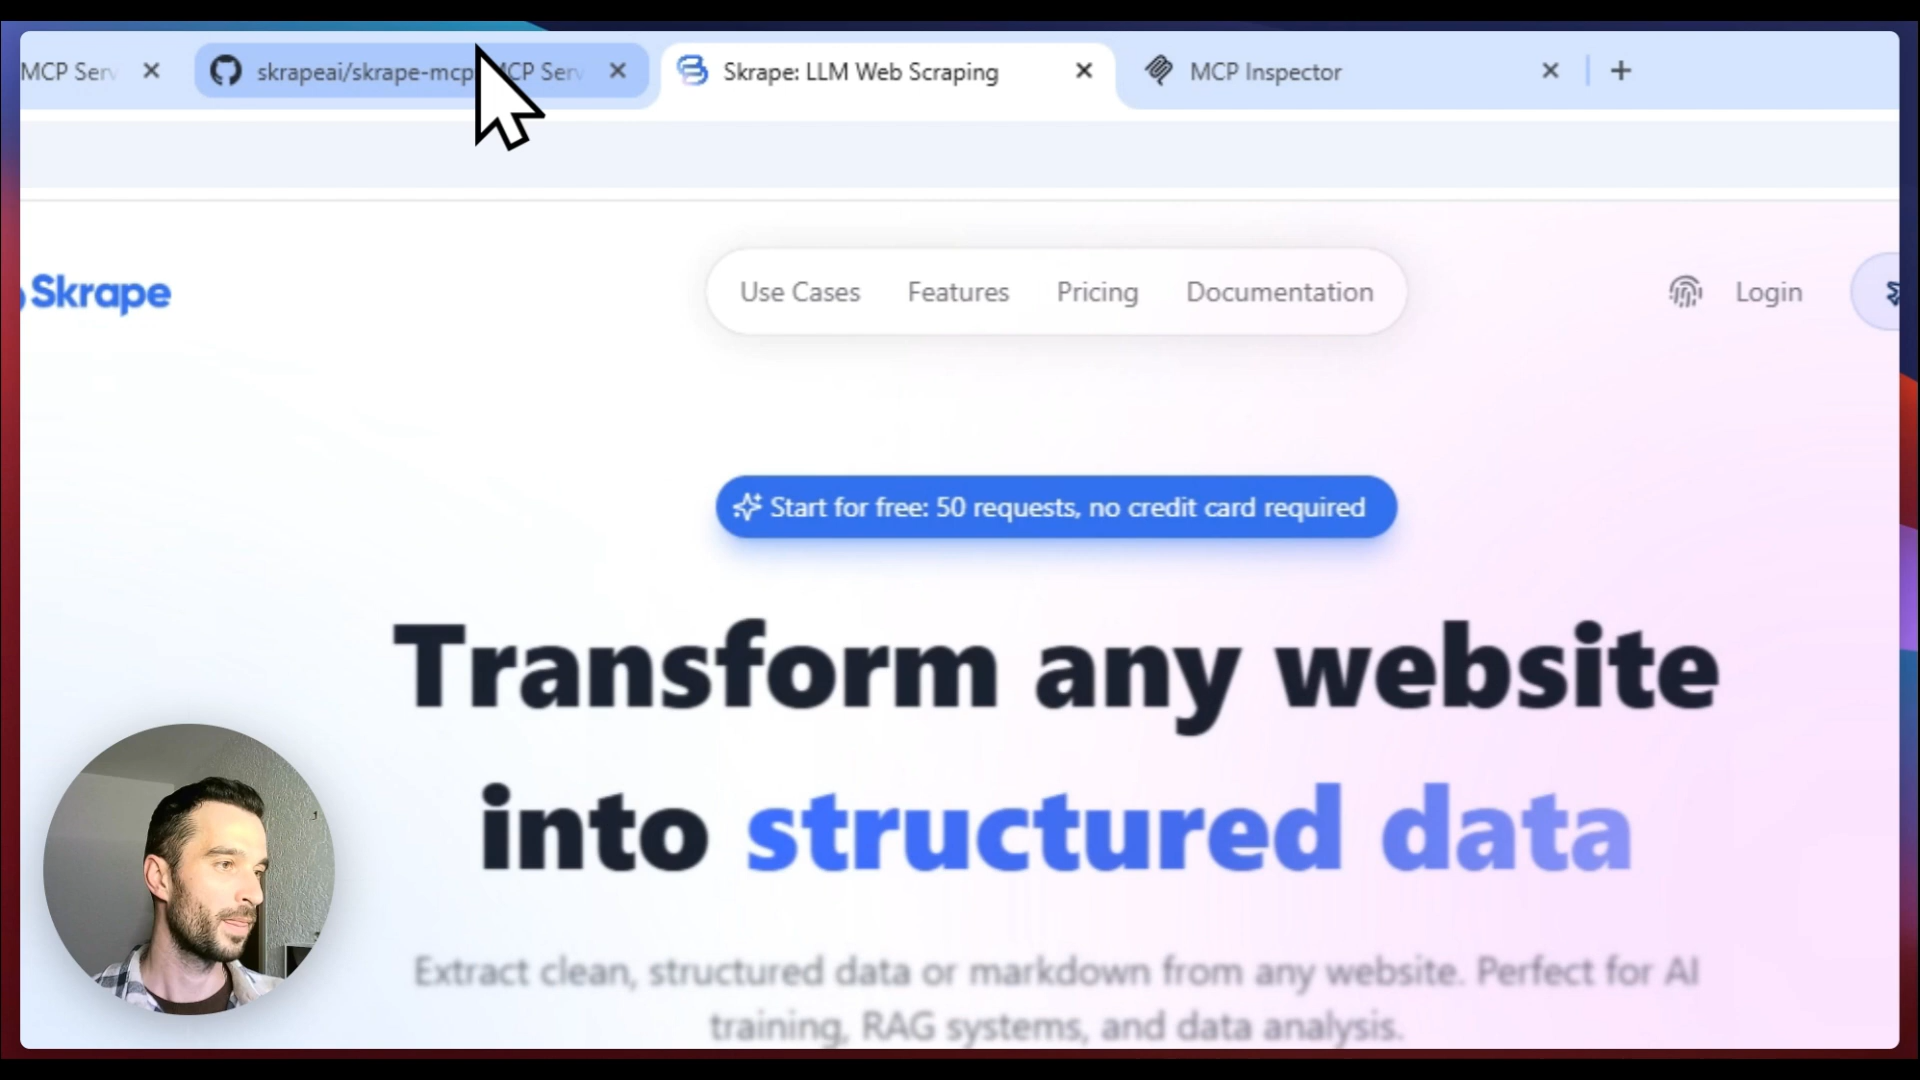 MCP Serv
skrapeai/skrape-mcp MCP Serv
Skrape: LLM Web Scraping
MCP Inspector
Skrape
Use Cases
Features
Pricing
Documentation
Login
Start for free: 50 requests, no credit card required
Transform any website
into structured data
Extract clean, structured data or markdown from any website. Perfect for AI
training, RAG systems, and data analysis.